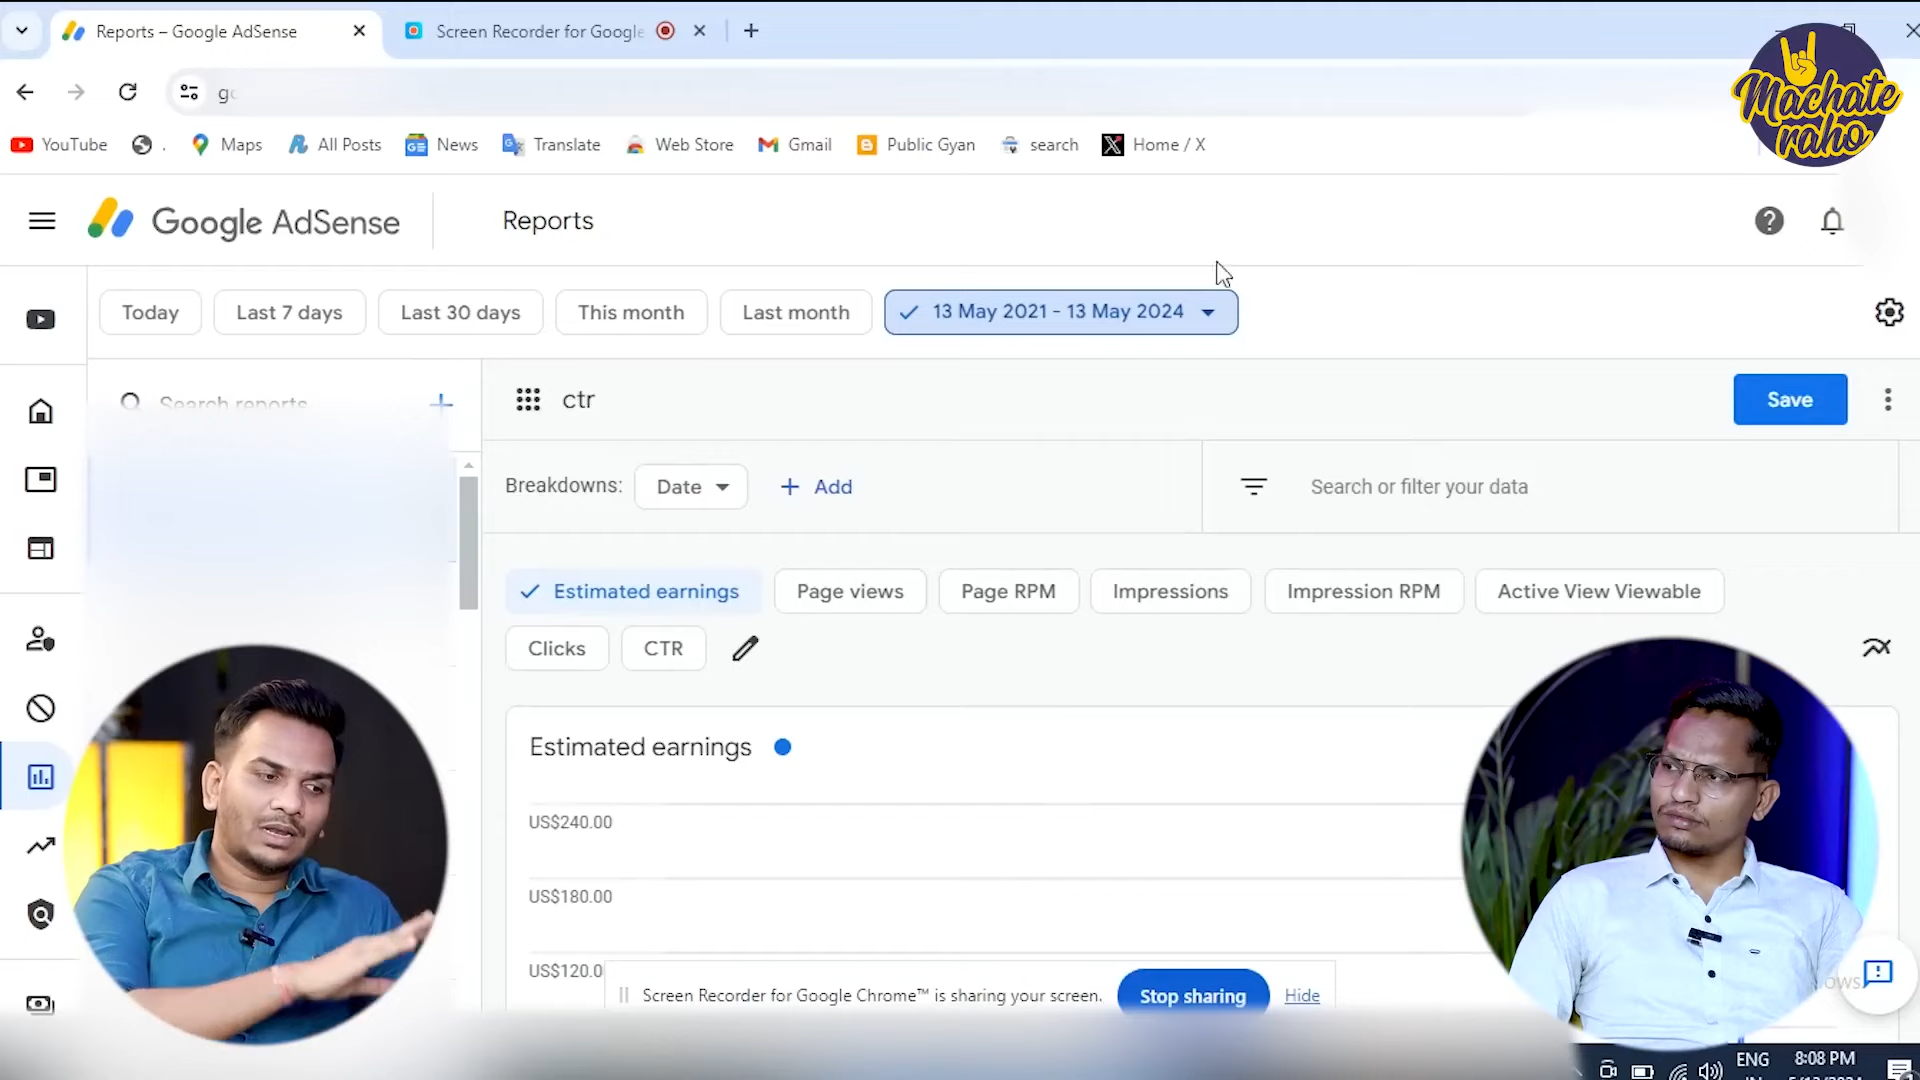 Reports – Google AdSense
Screen Recorder for Google
Machate
raho
YouTube
.
Maps
All Posts
News
Translate
Web Store
Gmail
Public Gyan
search
Home / X
Google AdSense
Reports
Today
Last 7 days
Last 30 days
This month
Last month
13 May 2021 - 13 May 2024
Search reports
ctr
Save
Breakdowns:
Date
Add
Search or filter your data
Estimated earnings
Page views
Page RPM
Impressions
Impression RPM
Active View Viewable
Clicks
CTR
Estimated earnings
US$240.00
US$180.00
US$120.0
Screen Recorder for Google Chrome™ is sharing your screen.
Stop sharing
Hide
ENG
8:08 PM